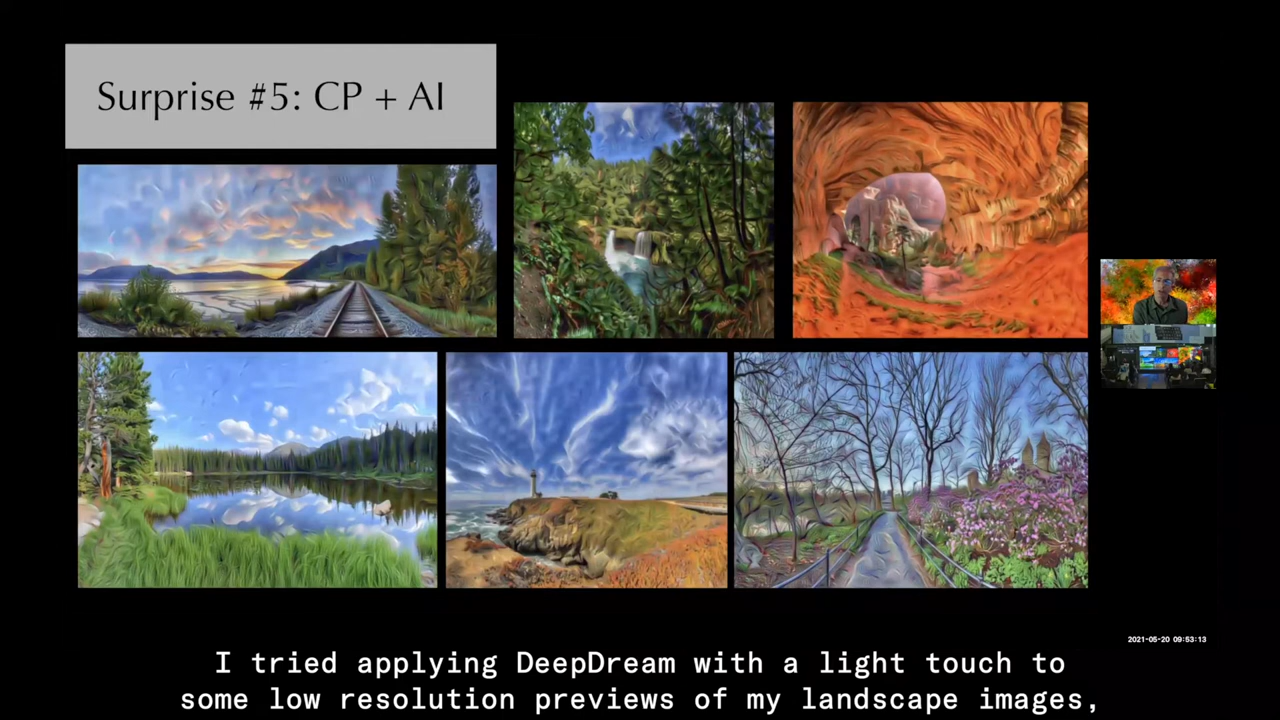 Surprise #5: CP + AI
2021-05-20 09:53:13
I tried applying DeepDream with a light touch to
some low resolution previews of my landscape images,